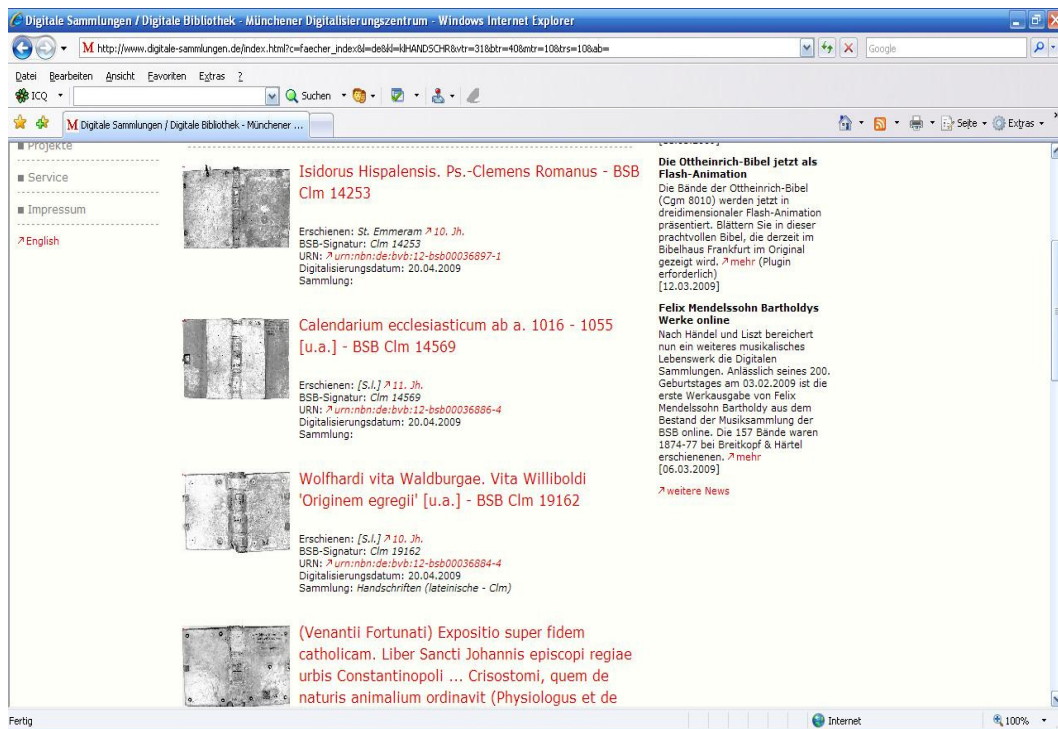 Digitale Sammlungen / Digitale Bibliothek - Münchener Digitalisierungszentrum - Windows Internet Explorer
http://www.digitale-sammlungen.de/index.html?c=faecher_index&l=de&kl=klHANDSCHR&vtr=31&btr=40&mtr=10&trs=10&ab=
Google
Datei Bearbeiten Ansicht Favoriten Extras ?
ICQ
Suchen
Digitale Sammlungen / Digitale Bibliothek - Münchener ...
Seite
Extras
Projekte
Service
Impressum
English
Isidorus Hispalensis. Ps.-Clemens Romanus - BSB
Clm 14253
Erschienen: St. Emmeram 10. Jh.
BSB-Signatur: Clm 14253
URN: urn:nbn:de:bvb:12-bsb00036897-1
Digitalisierungsdatum: 20.04.2009
Sammlung:
Calendarium ecclesiasticum ab a. 1016 - 1055
[u.a.] - BSB Clm 14569
Erschienen: [S.l.] 11. Jh.
BSB-Signatur: Clm 14569
URN: urn:nbn:de:bvb:12-bsb00036886-4
Digitalisierungsdatum: 20.04.2009
Sammlung:
Wolfhardi vita Waldburgae. Vita Williboldi
'Originem egregii' [u.a.] - BSB Clm 19162
Erschienen: [S.l.] 10. Jh.
BSB-Signatur: Clm 19162
URN: urn:nbn:de:bvb:12-bsb00036884-4
Digitalisierungsdatum: 20.04.2009
Sammlung: Handschriften (lateinische - Clm)
(Venantii Fortunati) Expositio super fidem
catholicam. Liber Sancti Johannis episcopi regiae
urbis Constantinopoli ... Crisostomi, quem de
naturis animalium ordinavit (Physiologus et de
Die Ottheinrich-Bibel jetzt als
Flash-Animation
Die Bände der Ottheinrich-Bibel
(Cgm 8010) werden jetzt in
dreidimensionaler Flash-Animation
präsentiert. Blättern Sie in dieser
prachtvollen Bibel, die derzeit im
Bibelhaus Frankfurt im Original
gezeigt wird. mehr (Plugin
erforderlich)
[12.03.2009]
Felix Mendelssohn Bartholdys
Werke online
Nach Händel und Liszt bereichert
nun ein weiteres musikalisches
Lebenswerk die Digitalen
Sammlungen. Anlässlich seines 200.
Geburtstages am 03.02.2009 ist die
erste Werkausgabe von Felix
Mendelssohn Bartholdy aus dem
Bestand der Musiksammlung der
BSB online. Die 157 Bände waren
1874-77 bei Breitkopf & Härtel
erschienenen. mehr
[06.03.2009]
weitere News
Fertig
Internet
100%